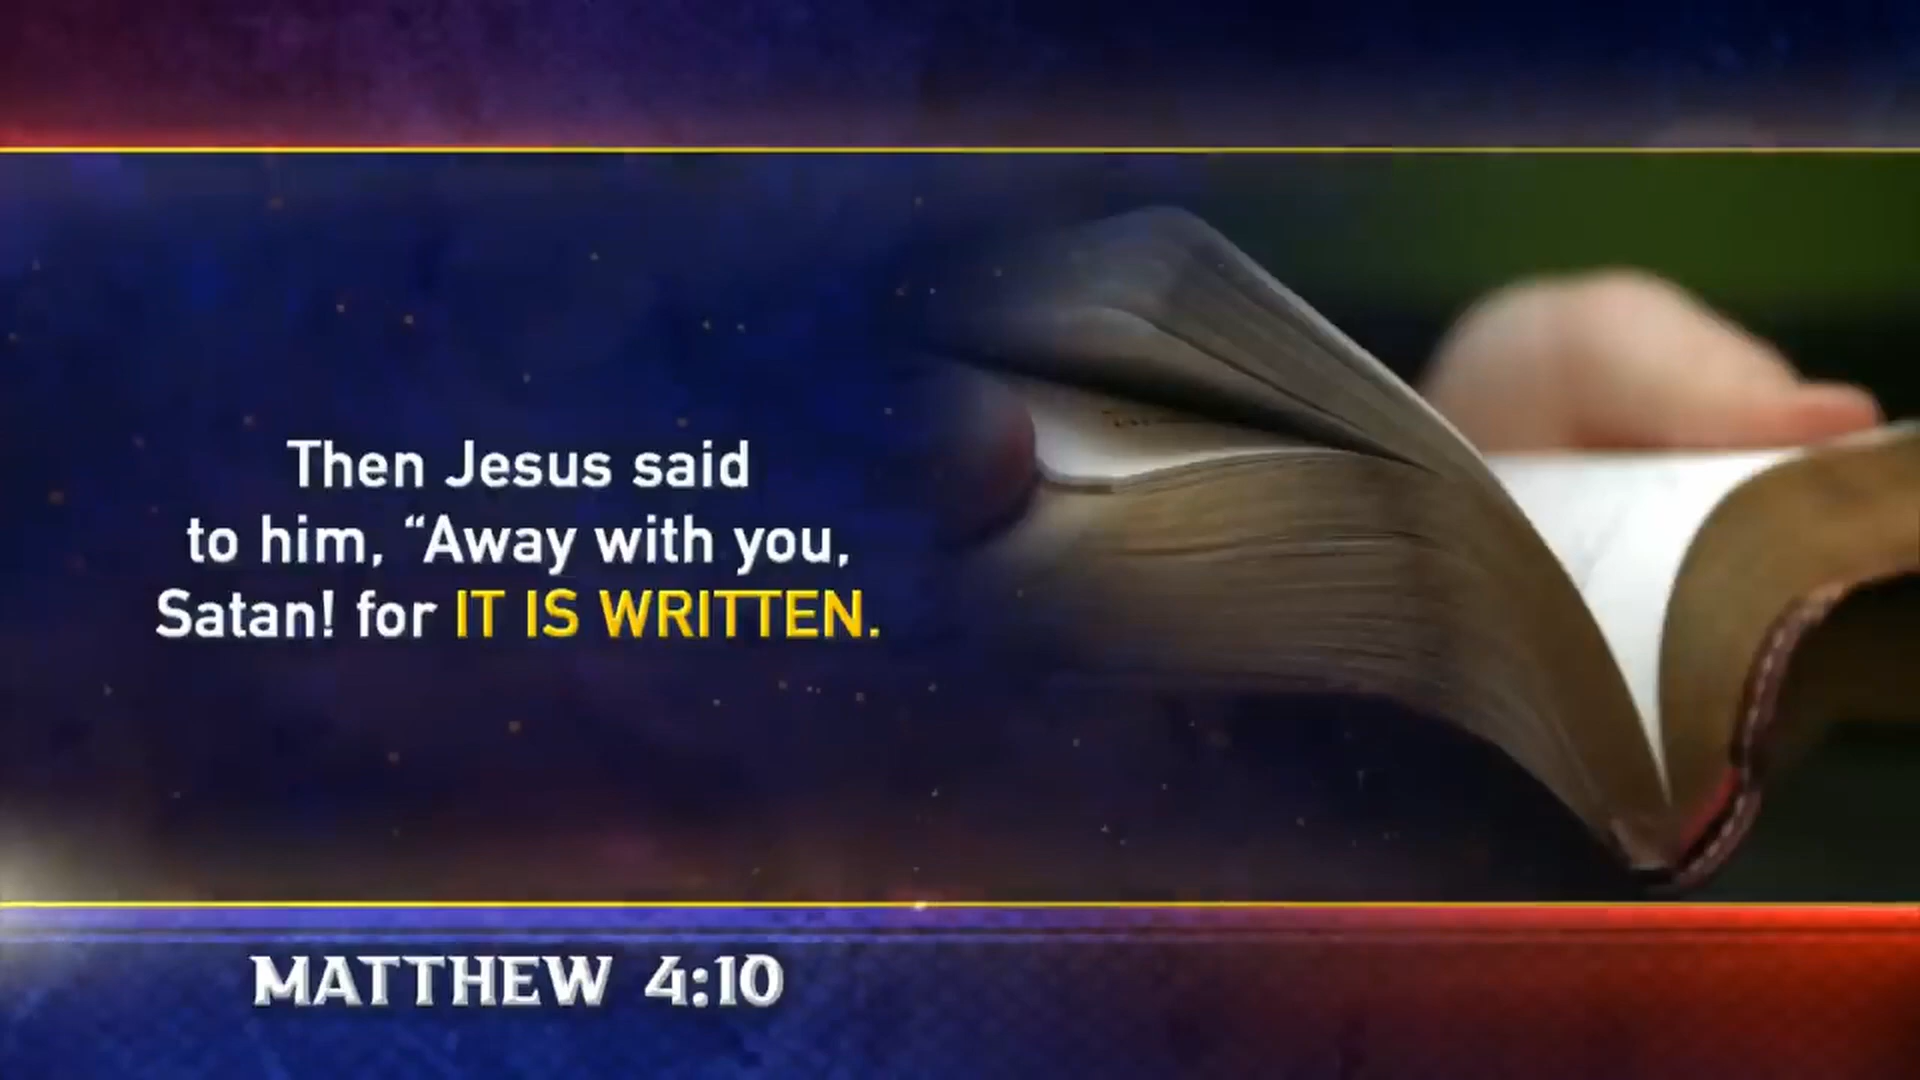 Then Jesus said
to him, “Away with you,
Satan! for IT IS WRITTEN.
MATTHEW 4:10